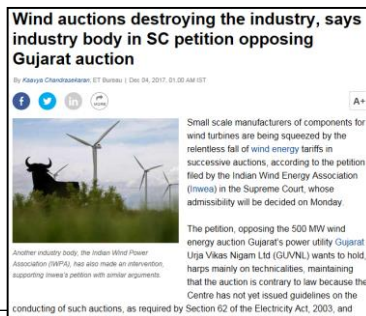 Wind auctions destroying the industry, says
industry body in SC petition opposing
Gujarat auction
By Kaavya Chandrasekaran, ET Bureau | Dec 04, 2017, 01.00 AM IST
A+
Small scale manufacturers of components for
wind turbines are being squeezed by the
relentless fall of wind energy tariffs in
successive auctions, according to the petition
filed by the Indian Wind Energy Association
(Inwea) in the Supreme Court, whose
admissibility will be decided on Monday.
Another industry body, the Indian Wind Power
Association (IWPA), has also made an intervention,
supporting Inwea's petition with similar arguments.
The petition, opposing the 500 MW wind
energy auction Gujarat's power utility Gujarat
Urja Vikas Nigam Ltd (GUVNL) wants to hold,
harps mainly on technicalities, maintaining
that the auction is contrary to law because the
Centre has not yet issued guidelines on the
conducting of such auctions, as required by Section 62 of the Electricity Act, 2003, and